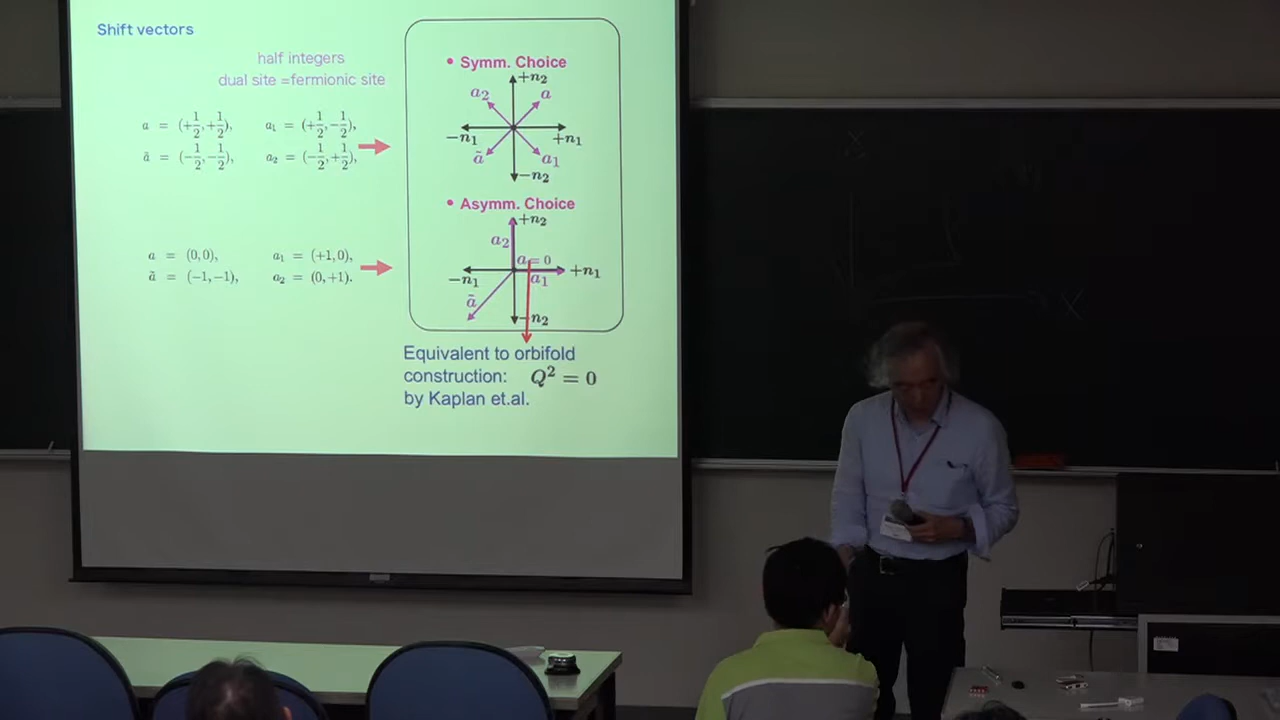 Shift vectors
half integers
dual site =fermionic site
a = (+1/2,+1/2), a₁ = (+1/2,−1/2),
ã = (−1/2,−1/2), a₂ = (−1/2,+1/2),
a = (0,0), a₁ = (+1,0),
ã = (−1,−1), a₂ = (0,+1).
• Symm. Choice
+n₂
a₂ a
−n₁ +n₁
ã a₁
−n₂
• Asymm. Choice
+n₂
a₂
a = 0
−n₁ +n₁
a₁
ã
−n₂
Equivalent to orbifold
construction: Q² = 0
by Kaplan et.al.